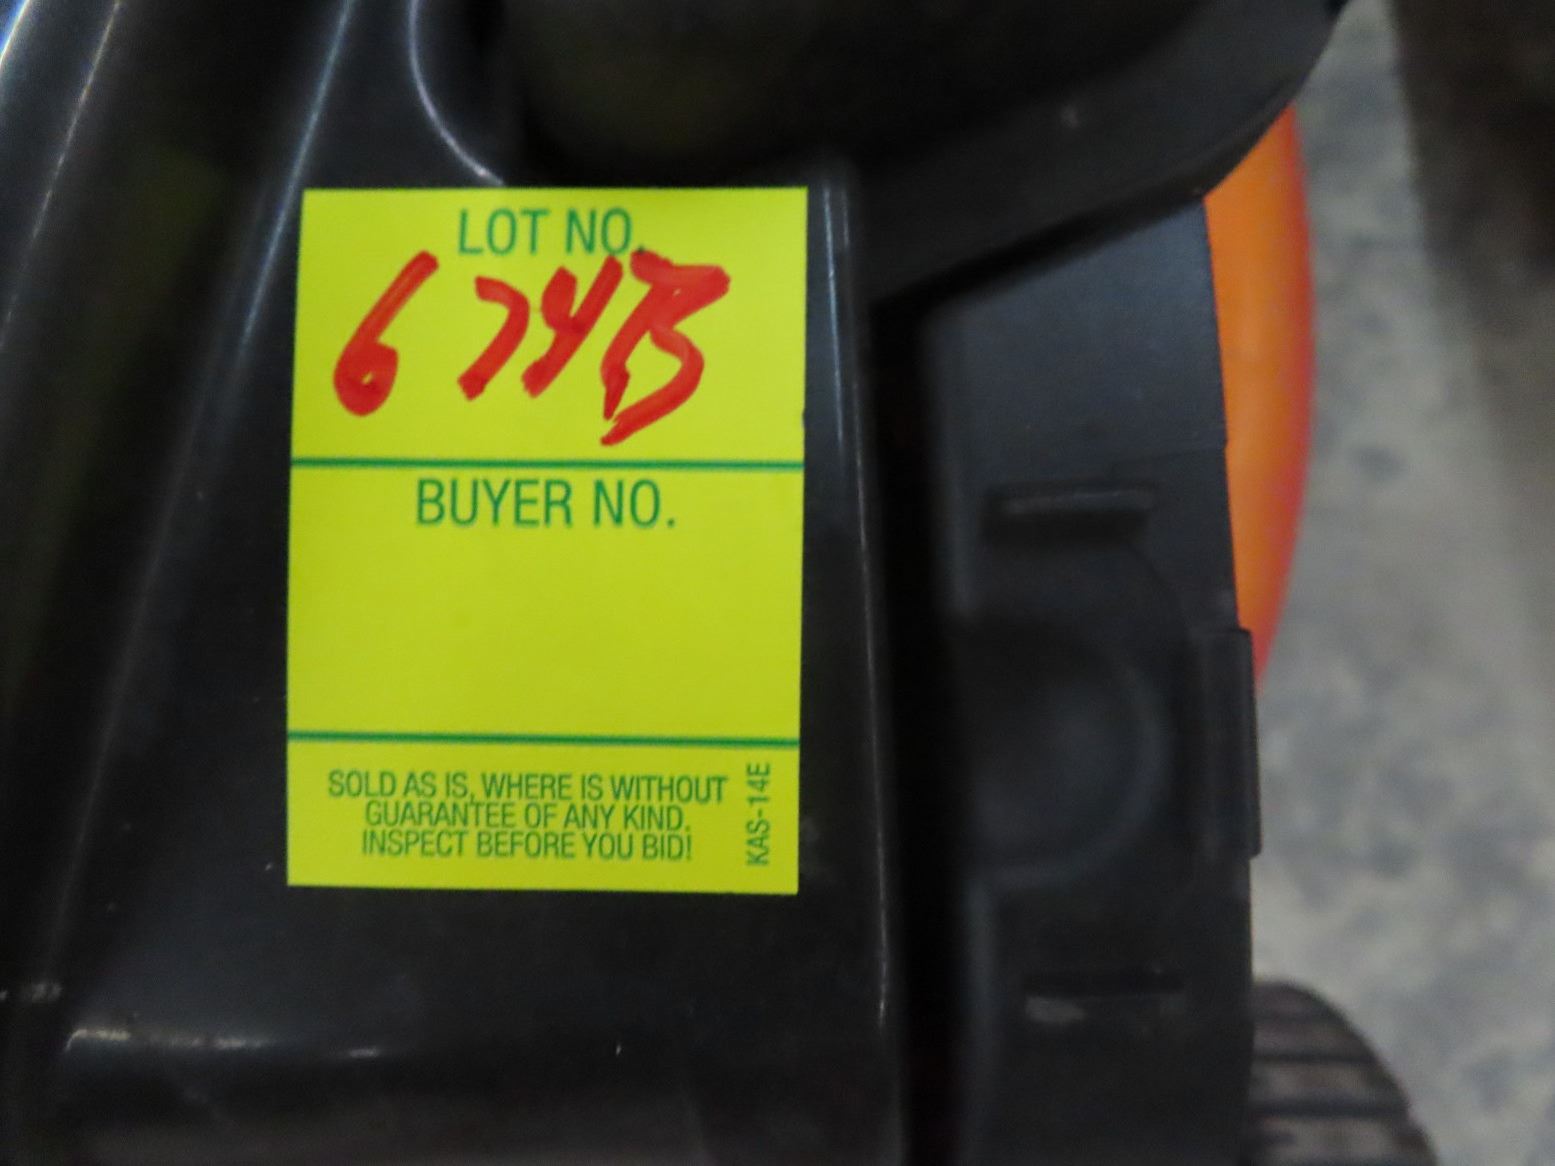 LOT NO.
674B
BUYER NO.
SOLD AS IS, WHERE IS WITHOUT
GUARANTEE OF ANY KIND.
INSPECT BEFORE YOU BID!
KAS-14E